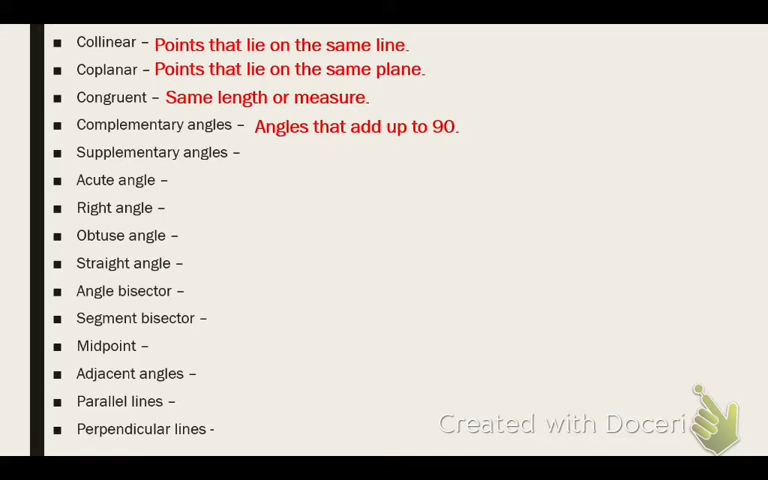 Collinear – Points that lie on the same line.
Coplanar – Points that lie on the same plane.
Congruent – Same length or measure.
Complementary angles – Angles that add up to 90.
Supplementary angles –
Acute angle –
Right angle –
Obtuse angle –
Straight angle –
Angle bisector –
Segment bisector –
Midpoint –
Adjacent angles –
Parallel lines –
Perpendicular lines -
Created with Doceri